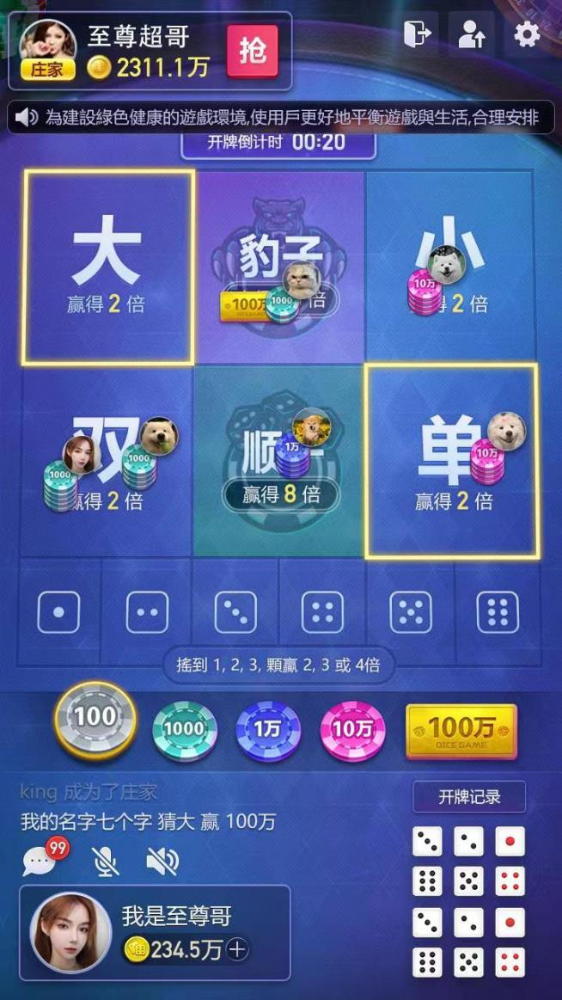 至尊超哥
庄家
2311.1万
抢
為建設綠色健康的遊戲環境,使用戶更好地平衡遊戲與生活,合理安排
开牌倒计时 00:20
大
赢得 2 倍
豹子
100万
1000
倍
小
10万
得 2 倍
双
1000
1000
赢得 2 倍
顺
1万
赢得 8 倍
单
10万
赢得 2 倍
搖到 1, 2, 3, 顆贏 2, 3 或 4倍
100
1000
1万
10万
100万
DICE GAME
king 成为了庄家
我的名字七个字 猜大 赢 100万
开牌记录
99
我是至尊哥
234.5万